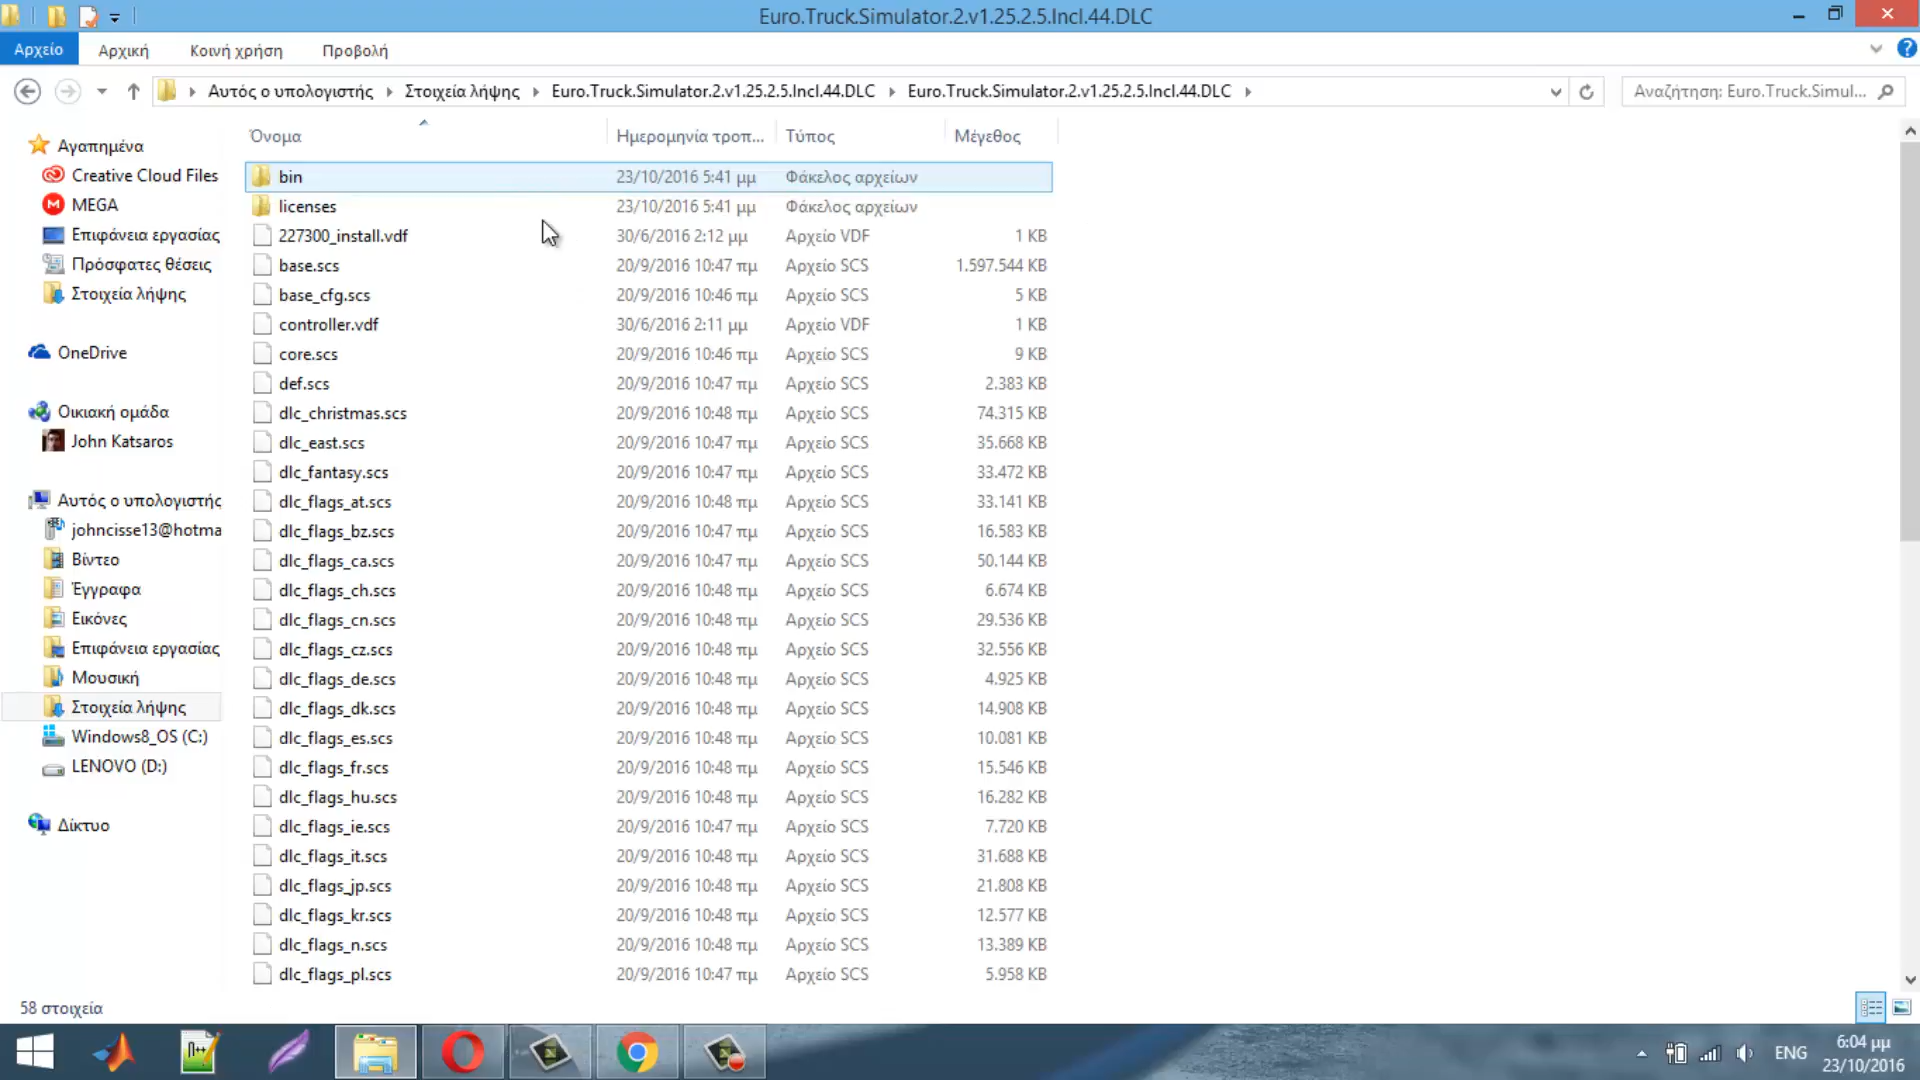 Euro.Truck.Simulator.2.v1.25.2.5.Incl.44.DLC
Αρχείο Αρχική Κοινή χρήση Προβολή
Αυτός ο υπολογιστής Στοιχεία λήψης Euro.Truck.Simulator.2.v1.25.2.5.Incl.44.DLC Euro.Truck.Simulator.2.v1.25.2.5.Incl.44.DLC Αναζήτηση: Euro.Truck.Simul...
Αγαπημένα
Creative Cloud Files
MEGA
Επιφάνεια εργασίας
Πρόσφατες θέσεις
Στοιχεία λήψης
OneDrive
Οικιακή ομάδα
John Katsaros
Αυτός ο υπολογιστής
johncisse13@hotma
Βίντεο
Έγγραφα
Εικόνες
Επιφάνεια εργασίας
Μουσική
Στοιχεία λήψης
Windows8_OS (C:)
LENOVO (D:)
Δίκτυο
Όνομα Ημερομηνία τροπ... Τύπος Μέγεθος
bin 23/10/2016 5:41 μμ Φάκελος αρχείων
licenses 23/10/2016 5:41 μμ Φάκελος αρχείων
227300_install.vdf 30/6/2016 2:12 μμ Αρχείο VDF 1 KB
base.scs 20/9/2016 10:47 πμ Αρχείο SCS 1.597.544 KB
base_cfg.scs 20/9/2016 10:46 πμ Αρχείο SCS 5 KB
controller.vdf 30/6/2016 2:11 μμ Αρχείο VDF 1 KB
core.scs 20/9/2016 10:46 πμ Αρχείο SCS 9 KB
def.scs 20/9/2016 10:47 πμ Αρχείο SCS 2.383 KB
dlc_christmas.scs 20/9/2016 10:48 πμ Αρχείο SCS 74.315 KB
dlc_east.scs 20/9/2016 10:47 πμ Αρχείο SCS 35.668 KB
dlc_fantasy.scs 20/9/2016 10:47 πμ Αρχείο SCS 33.472 KB
dlc_flags_at.scs 20/9/2016 10:48 πμ Αρχείο SCS 33.141 KB
dlc_flags_bz.scs 20/9/2016 10:47 πμ Αρχείο SCS 16.583 KB
dlc_flags_ca.scs 20/9/2016 10:47 πμ Αρχείο SCS 50.144 KB
dlc_flags_ch.scs 20/9/2016 10:48 πμ Αρχείο SCS 6.674 KB
dlc_flags_cn.scs 20/9/2016 10:48 πμ Αρχείο SCS 29.536 KB
dlc_flags_cz.scs 20/9/2016 10:48 πμ Αρχείο SCS 32.556 KB
dlc_flags_de.scs 20/9/2016 10:48 πμ Αρχείο SCS 4.925 KB
dlc_flags_dk.scs 20/9/2016 10:48 πμ Αρχείο SCS 14.908 KB
dlc_flags_es.scs 20/9/2016 10:48 πμ Αρχείο SCS 10.081 KB
dlc_flags_fr.scs 20/9/2016 10:48 πμ Αρχείο SCS 15.546 KB
dlc_flags_hu.scs 20/9/2016 10:48 πμ Αρχείο SCS 16.282 KB
dlc_flags_ie.scs 20/9/2016 10:47 πμ Αρχείο SCS 7.720 KB
dlc_flags_it.scs 20/9/2016 10:48 πμ Αρχείο SCS 31.688 KB
dlc_flags_jp.scs 20/9/2016 10:48 πμ Αρχείο SCS 21.808 KB
dlc_flags_kr.scs 20/9/2016 10:48 πμ Αρχείο SCS 12.577 KB
dlc_flags_n.scs 20/9/2016 10:48 πμ Αρχείο SCS 13.389 KB
dlc_flags_pl.scs 20/9/2016 10:47 πμ Αρχείο SCS 5.958 KB
58 στοιχεία
ENG
6:04 μμ
23/10/2016